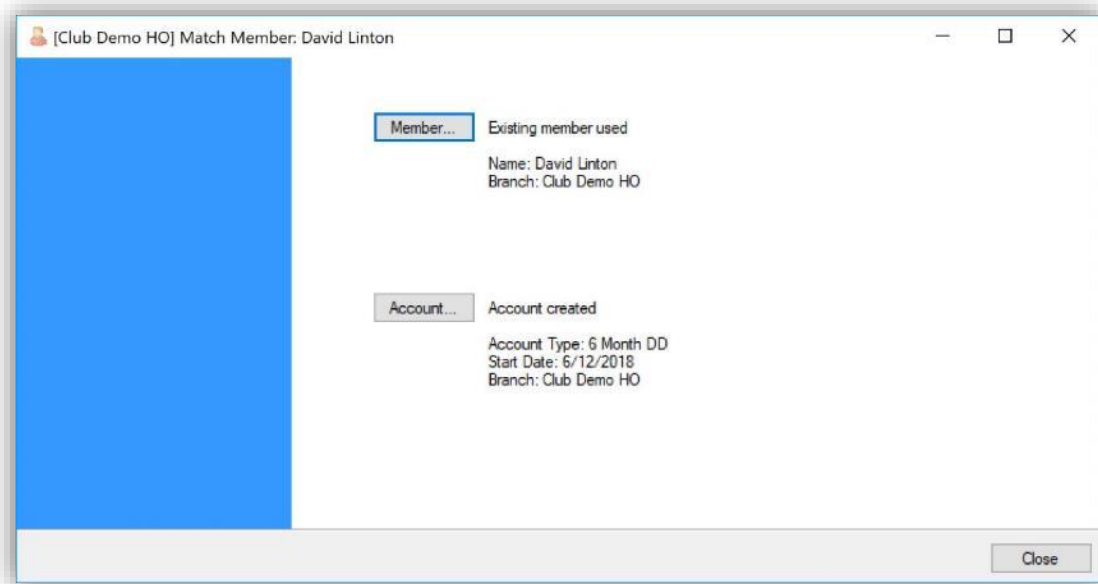 [Club Demo HO] Match Member: David Linton
Member... Existing member used
Name: David Linton
Branch: Club Demo HO
Account... Account created
Account Type: 6 Month DD
Start Date: 6/12/2018
Branch: Club Demo HO
Close